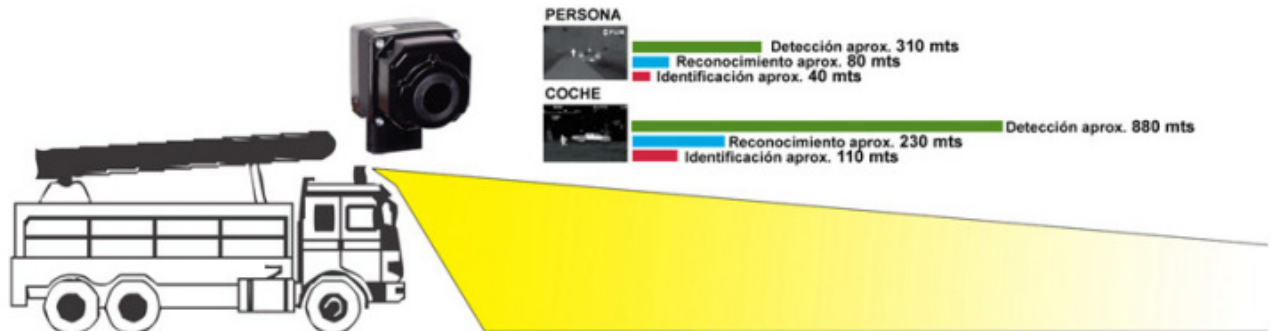 PERSONA
Detección aprox. 310 mts
Reconocimiento aprox. 80 mts
Identificación aprox. 40 mts
COCHE
Detección aprox. 880 mts
Reconocimiento aprox. 230 mts
Identificación aprox. 110 mts